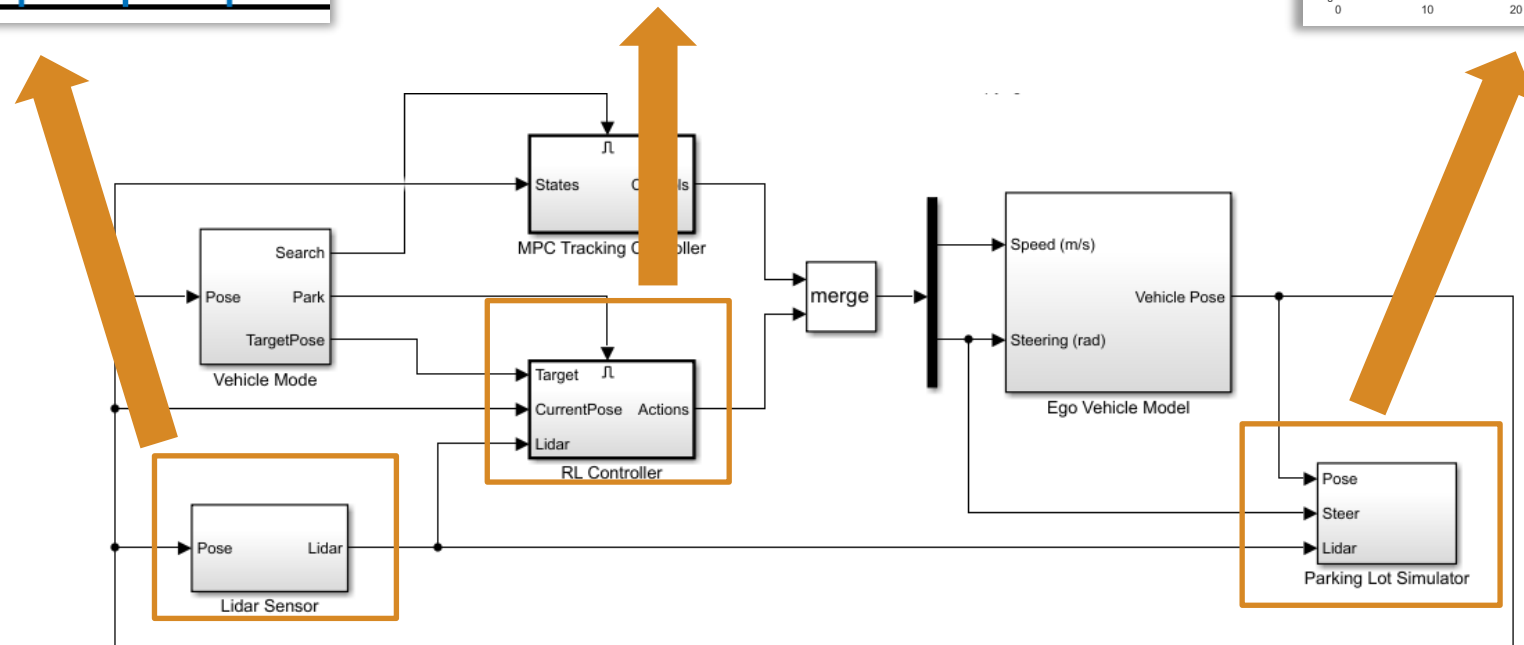 0
10
20
States
MPC Tracking
Search
Pose
Park
TargetPose
Vehicle Mode
merge
Speed (m/s)
Vehicle Pose
Steering (rad)
Ego Vehicle Model
Target
CurrentPose
Actions
Lidar
RL Controller
Pose
Lidar
Lidar Sensor
Pose
Steer
Lidar
Parking Lot Simulator